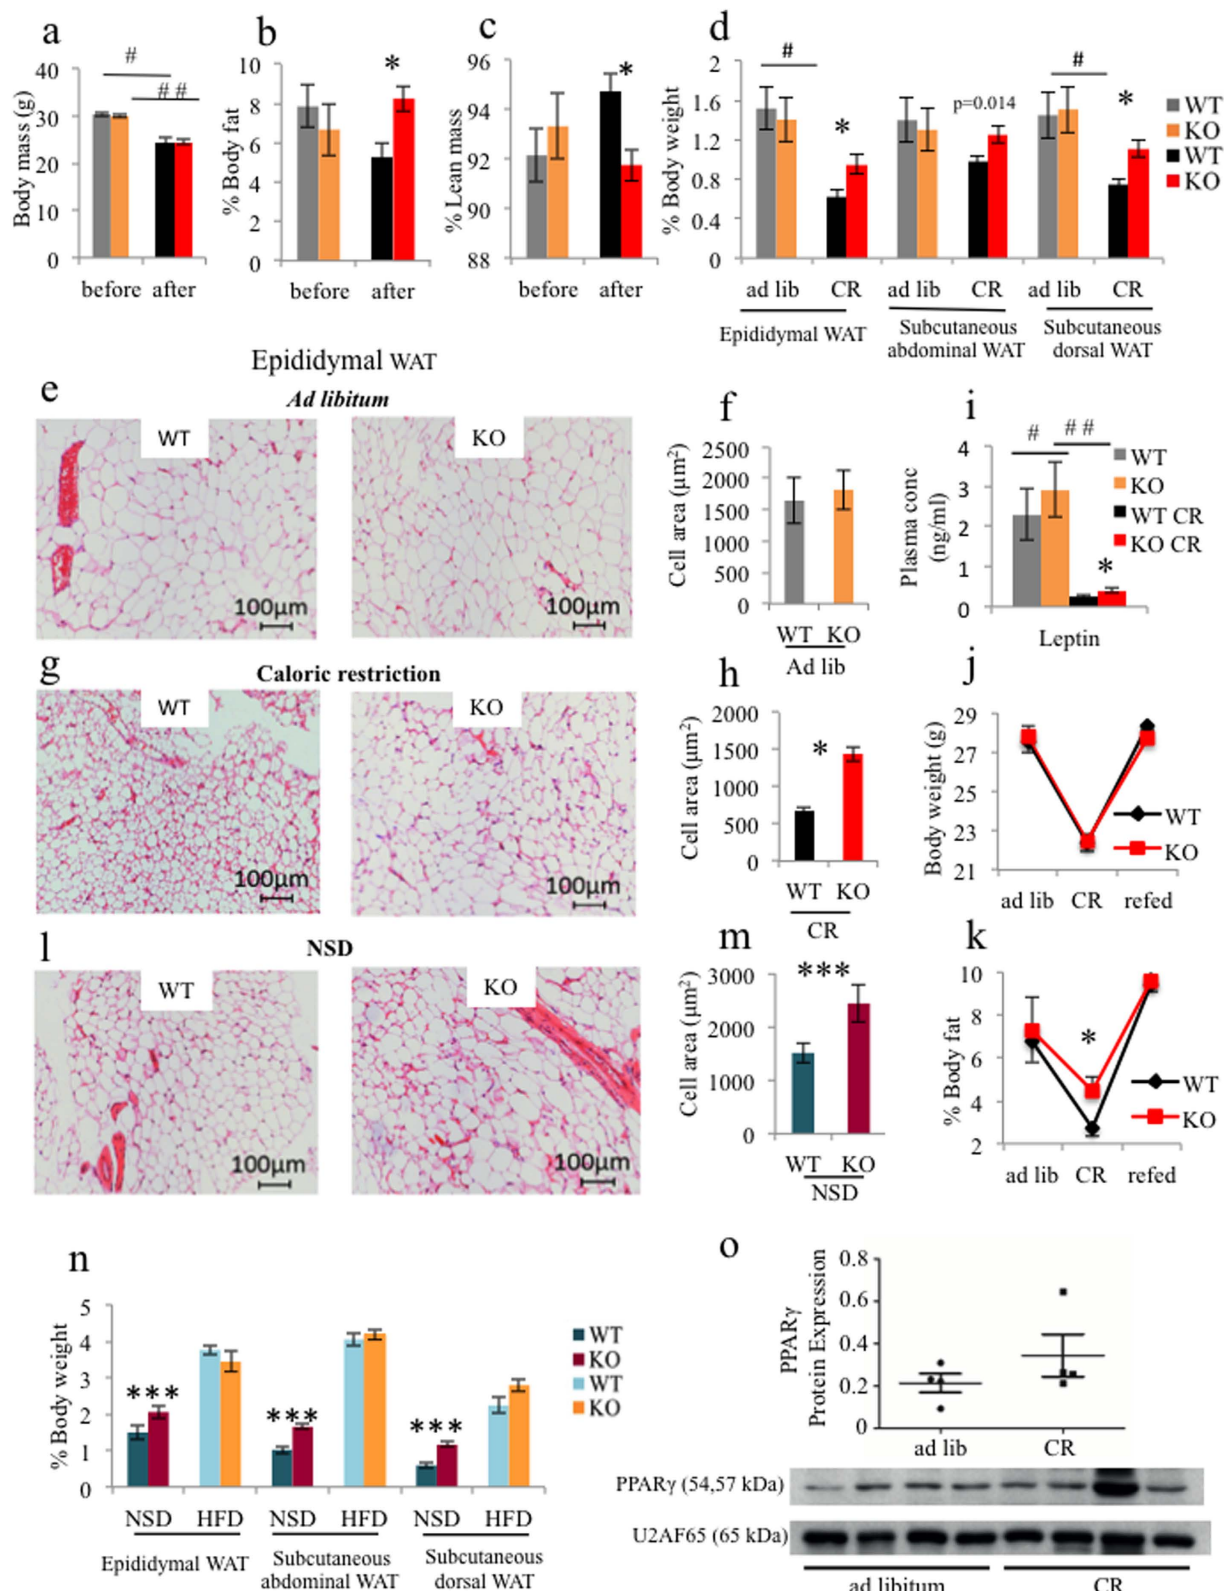 a
#
# #
Body mass (g)
40
30
20
10
0
before after
b
*
% Body fat
10
8
6
4
2
0
before after
c
*
% Lean mass
96
94
92
90
88
before after
d
#
#
*
p=0.014
*
% Body weight
2
1.6
1.2
0.8
0.4
0
WT
KO
WT
KO
ad lib CR ad lib CR ad lib CR
Epididymal WAT
Subcutaneous
abdominal WAT
Subcutaneous
dorsal WAT
Epididymal WAT
e
Ad libitum
WT
100µm
KO
100µm
f
Cell area (µm²)
2500
2000
1500
1000
500
0
WT KO
Ad lib
i
# # #
Plasma conc
(ng/ml)
4
3
2
1
0
WT
KO
WT CR
KO CR
*
Leptin
g
Caloric restriction
WT
100µm
KO
100µm
h
Cell area (µm²)
2000
1500
1000
500
0
*
WT KO
CR
j
Body weight (g)
29
27
25
23
21
WT
KO
ad lib CR refed
l
NSD
WT
100µm
KO
100µm
m
Cell area (µm²)
3000
2000
1000
0
***
WT KO
NSD
k
% Body fat
10
8
6
4
2
*
WT
KO
ad lib CR refed
n
% Body weight
5
4
3
2
1
0
***
***
***
WT
KO
WT
KO
NSD HFD NSD HFD NSD HFD
Epididymal WAT
Subcutaneous
abdominal WAT
Subcutaneous
dorsal WAT
o
PPARγ
Protein Expression
0.8
0.6
0.4
0.2
0
ad lib CR
PPARγ (54,57 kDa)
U2AF65 (65 kDa)
ad libitum CR